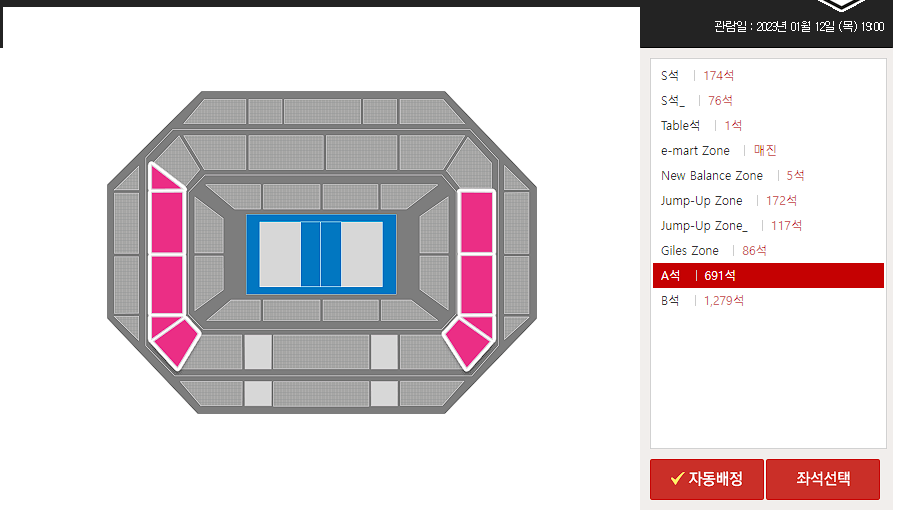 관람일 : 2023년 01월 12일 (목) 19:00
S석 | 174석
S석_ | 76석
Table석 | 1석
e-mart Zone | 매진
New Balance Zone | 5석
Jump-Up Zone | 172석
Jump-Up Zone_ | 117석
Giles Zone | 86석
A석 | 691석
B석 | 1,279석
자동배정 좌석선택